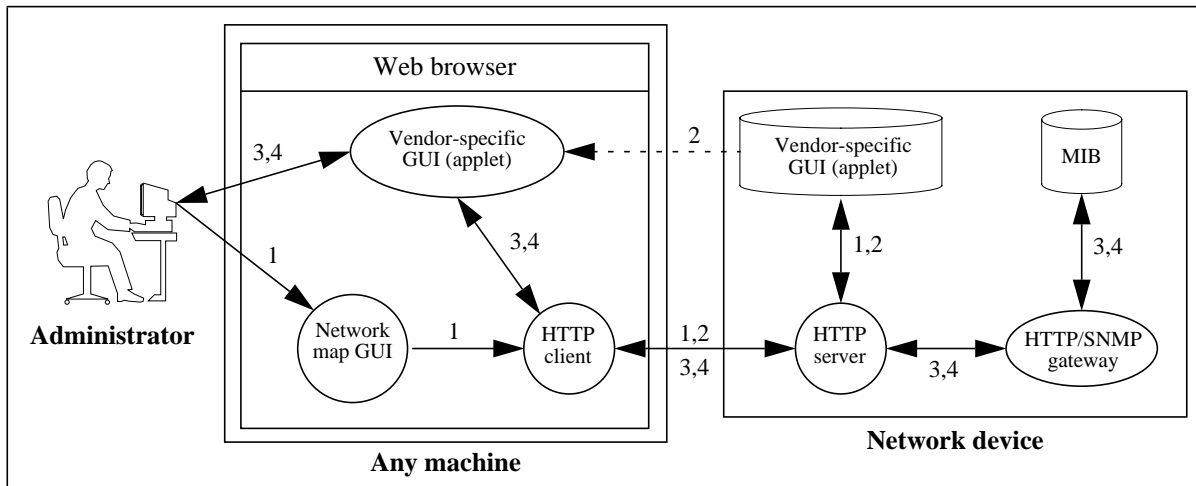 Web browser
Vendor-specific
GUI (applet)
2
Vendor-specific
GUI (applet)
MIB
3,4
3,4
1,2
3,4
1
Administrator
Network
map GUI
1
HTTP
client
1,2
3,4
HTTP
server
3,4
HTTP/SNMP
gateway
Network device
Any machine